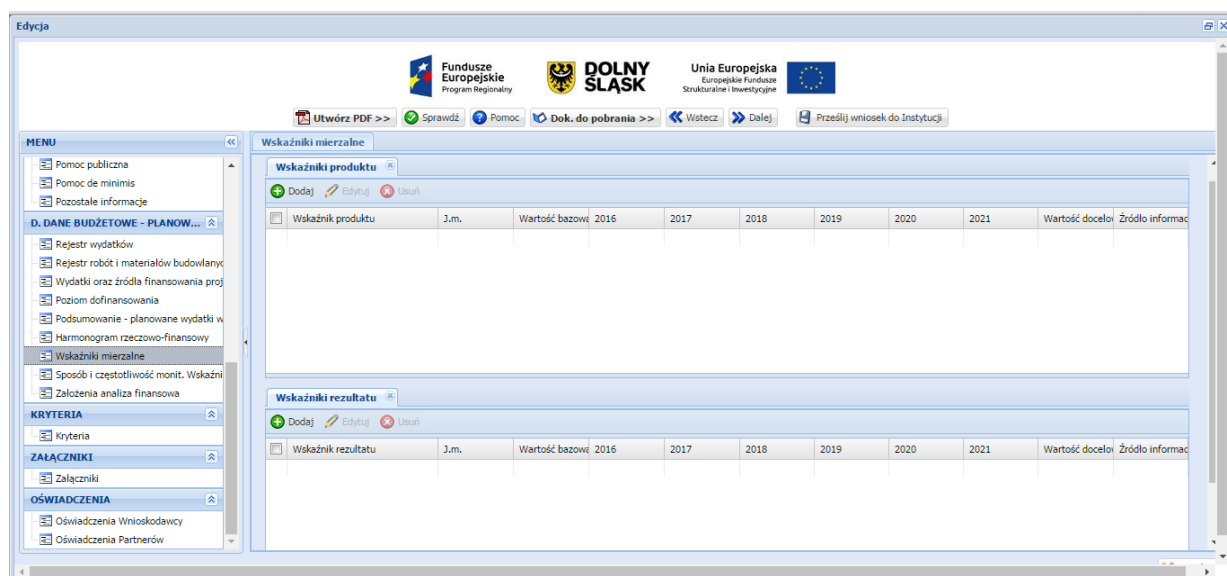 Edycja
Fundusze
Europejskie
Program Regionalny
DOLNY
ŚLĄSK
Unia Europejska
Europejskie Fundusze
Strukturalne i Inwestycyjne
Utwórz PDF >> Sprawdź Pomoc Dok. do pobrania >> Wstecz Dalej Prześlij wniosek do Instytucji
MENU
Pomoc publiczna
Pomoc de minimis
Pozostałe informacje
D. DANE BUDŻETOWE - PLANOW...
Rejestr wydatków
Rejestr robót i materiałów budowlanyc
Wydatki oraz źródła finansowania proj
Poziom dofinansowania
Podsumowanie - planowane wydatki w
Harmonogram rzeczowo-finansowy
Wskaźniki mierzalne
Sposób i częstotliwość monit. Wskaźni
Założenia analiza finansowa
KRYTERIA
Kryteria
ZAŁĄCZNIKI
Załączniki
OŚWIADCZENIA
Oświadczenia Wnioskodawcy
Oświadczenia Partnerów
Wskaźniki mierzalne
Wskaźniki produktu
Dodaj Edytuj Usuń
Wskaźnik produktu J.m. Wartość bazowa 2016 2017 2018 2019 2020 2021 Wartość docelov Źródło informac
Wskaźniki rezultatu
Dodaj Edytuj Usuń
Wskaźnik rezultatu J.m. Wartość bazowa 2016 2017 2018 2019 2020 2021 Wartość docelov Źródło informac